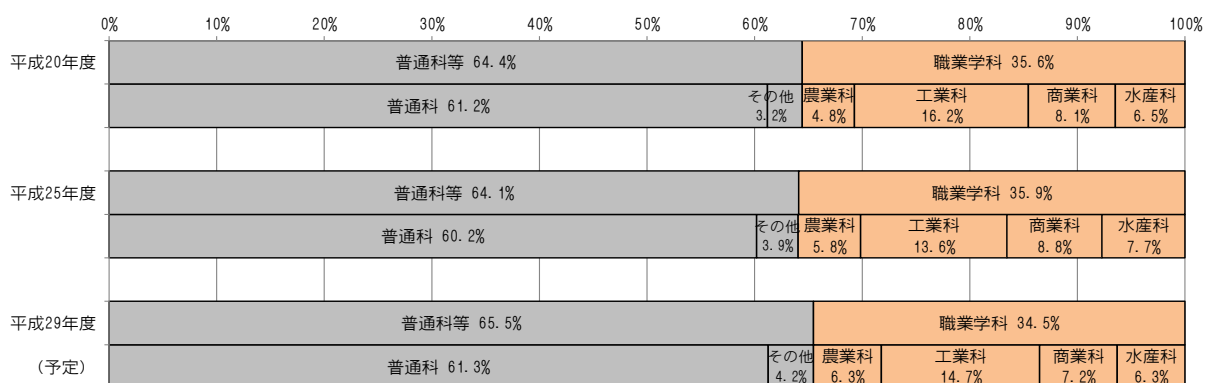 0% 10% 20% 30% 40% 50% 60% 70% 80% 90% 100%
平成20年度 普通科等 64.4% 職業学科 35.6%
普通科 61.2% その他 3.2% 農業科 4.8% 工業科 16.2% 商業科 8.1% 水産科 6.5%
平成25年度 普通科等 64.1% 職業学科 35.9%
普通科 60.2% その他 3.9% 農業科 5.8% 工業科 13.6% 商業科 8.8% 水産科 7.7%
平成29年度 普通科等 65.5% 職業学科 34.5%
(予定) 普通科 61.3% その他 4.2% 農業科 6.3% 工業科 14.7% 商業科 7.2% 水産科 6.3%